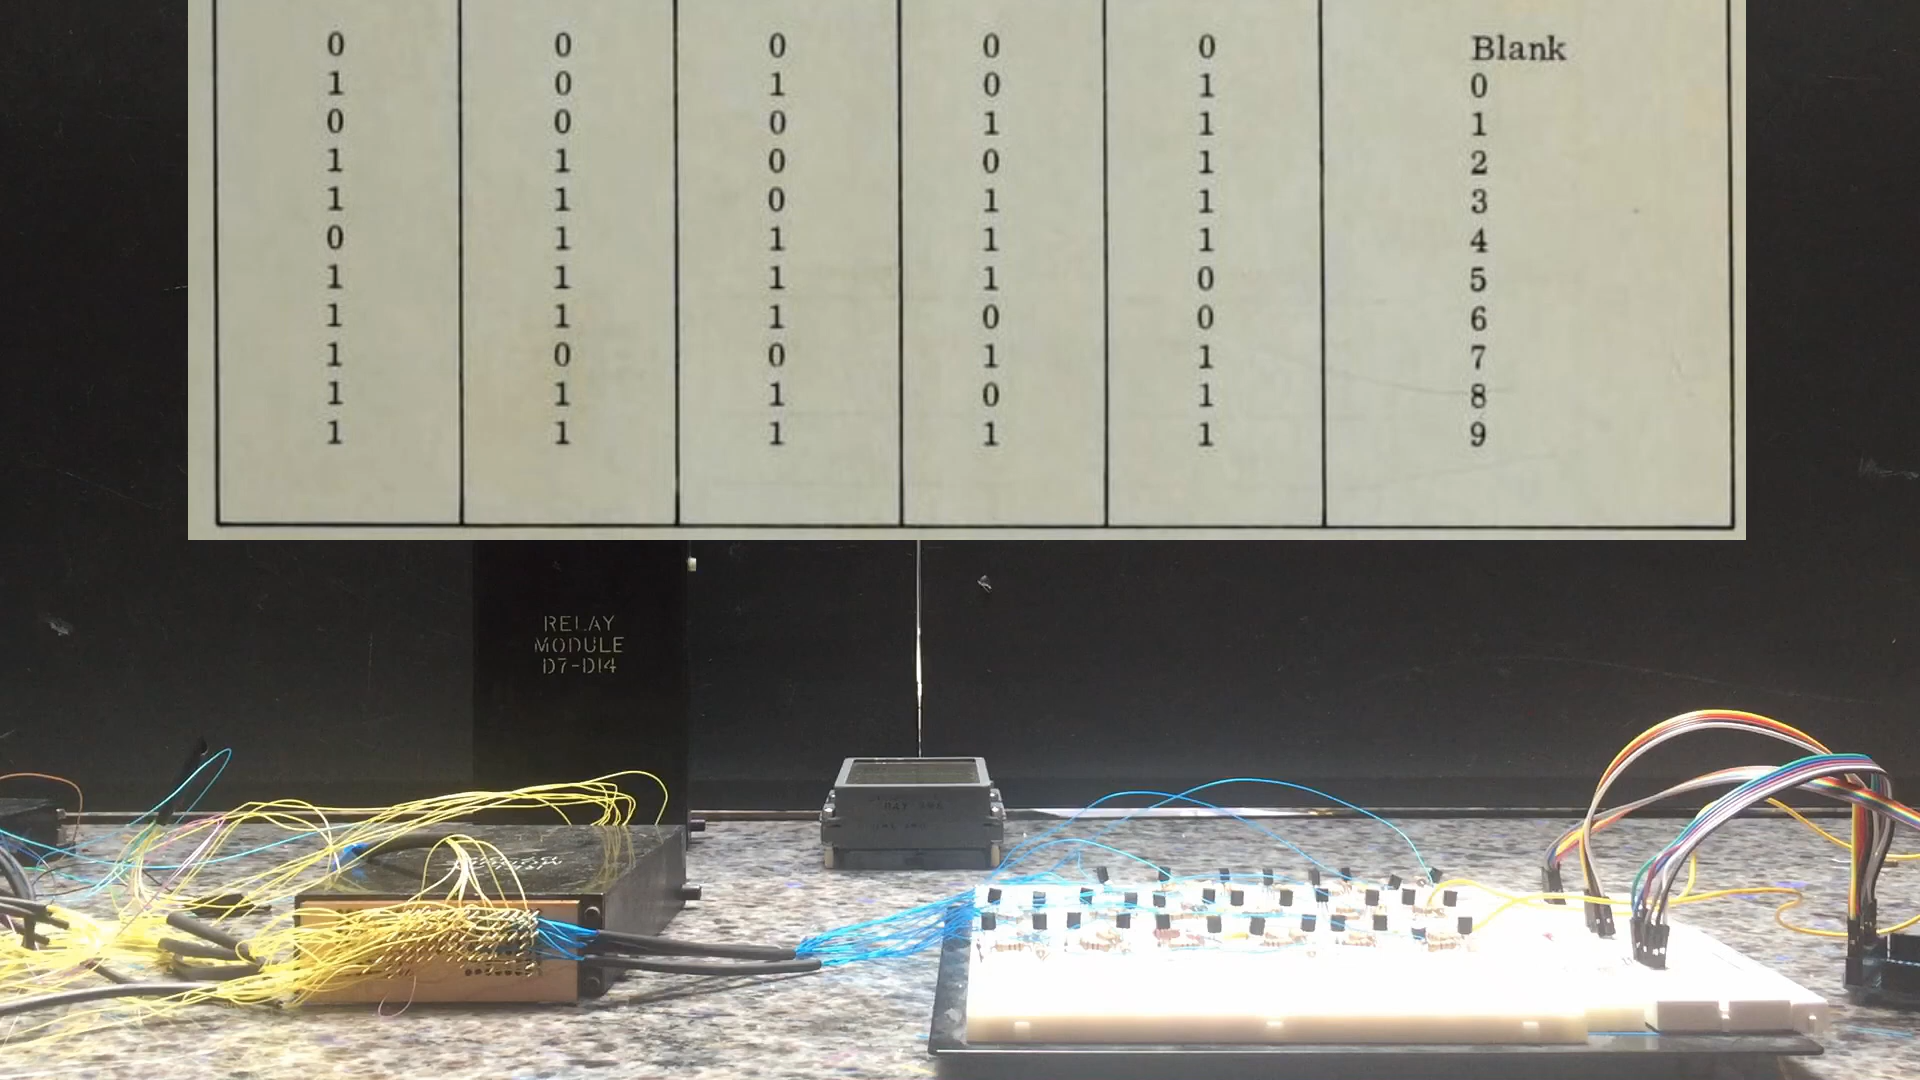 0 0 0 0 0 Blank
1 0 1 0 1 0
0 0 0 1 1 1
1 1 0 0 1 2
1 1 0 1 1 3
0 1 1 1 1 4
1 1 1 1 0 5
1 1 1 0 0 6
1 0 0 1 1 7
1 1 1 0 1 8
1 1 1 1 1 9
RELAY
MODULE
D7-D14